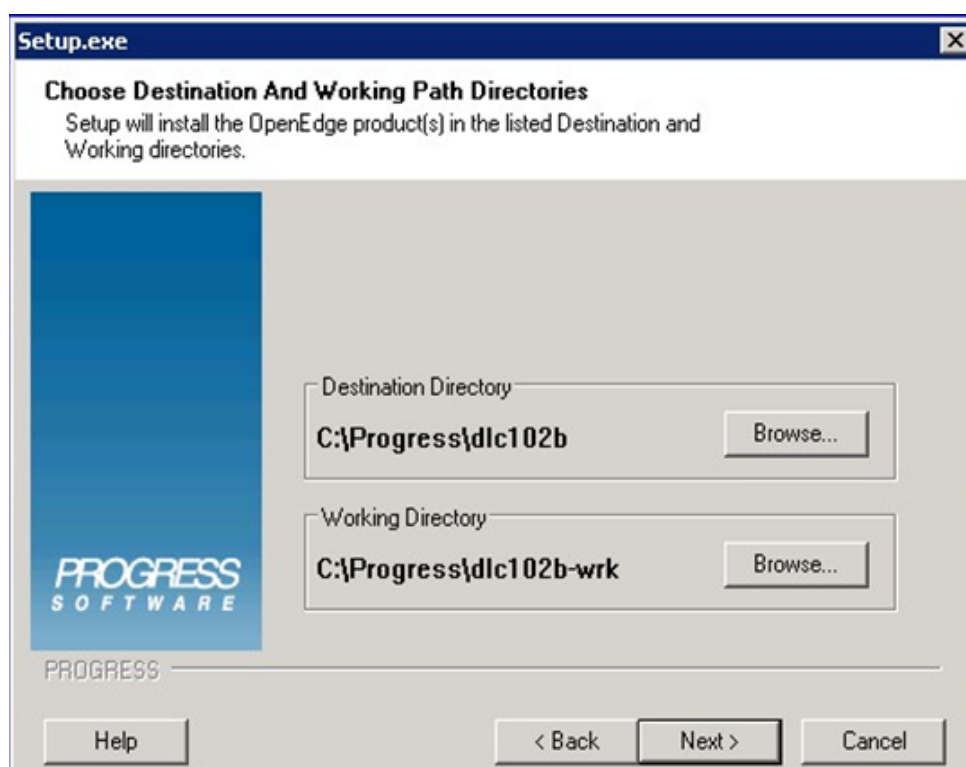 Setup.exe
Choose Destination And Working Path Directories
Setup will install the OpenEdge product(s) in the listed Destination and
Working directories.
Destination Directory
C:\Progress\dlc102b
Browse...
Working Directory
C:\Progress\dlc102b-wrk
Browse...
PROGRESS
SOFTWARE
PROGRESS
Help
< Back
Next >
Cancel